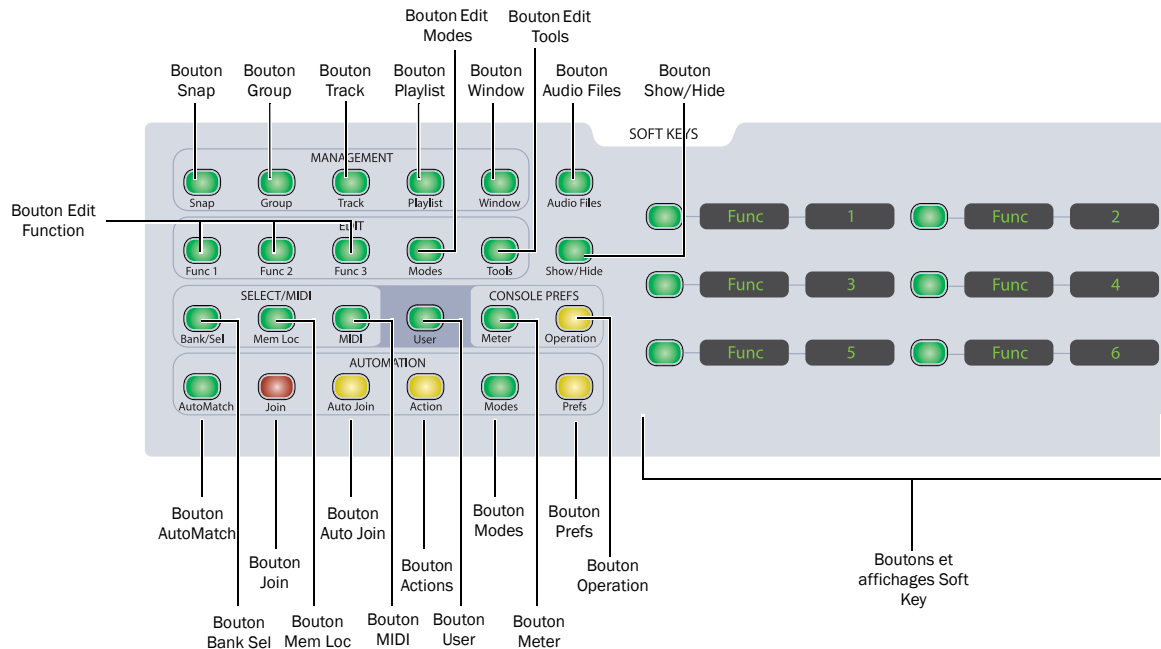 Bouton Edit
Modes
Bouton Edit
Tools
Bouton
Snap
Bouton
Group
Bouton
Track
Bouton
Playlist
Bouton
Window
Bouton
Audio Files
Bouton
Show/Hide
SOFT KEYS
MANAGEMENT
Snap
Group
Track
Playlist
Window
Audio Files
Bouton Edit
Function
EDIT
Func 1
Func 2
Func 3
Modes
Tools
Show/Hide
Func 1
Func 2
Func 3
Func 4
Func 5
Func 6
SELECT/MIDI
CONSOLE PREFS
Bank/Sel
Mem Loc
MIDI
User
Meter
Operation
AUTOMATION
AutoMatch
Join
Auto Join
Action
Modes
Prefs
Bouton
AutoMatch
Bouton
Join
Bouton
Auto Join
Bouton
Actions
Bouton
Modes
Bouton
Prefs
Bouton
Operation
Boutons et
affichages Soft
Key
Bouton
Bank Sel
Bouton
Mem Loc
Bouton
MIDI
Bouton
User
Bouton
Meter